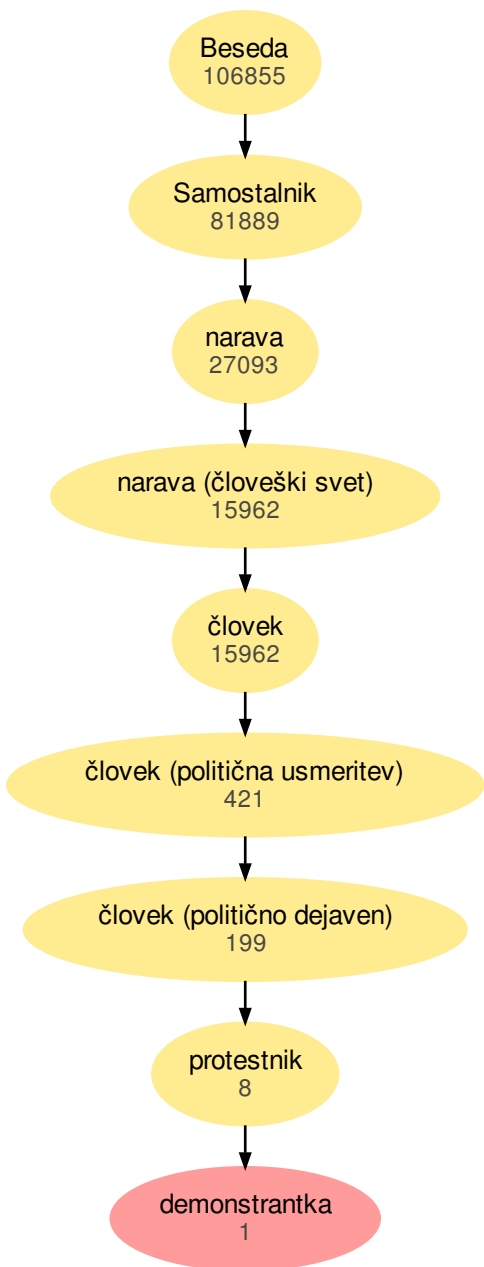 Beseda
106855
Samostalnik
81889
narava
27093
narava (človeški svet)
15962
človek
15962
človek (politična usmeritev)
421
človek (politično dejaven)
199
protestnik
8
demonstrantka
1